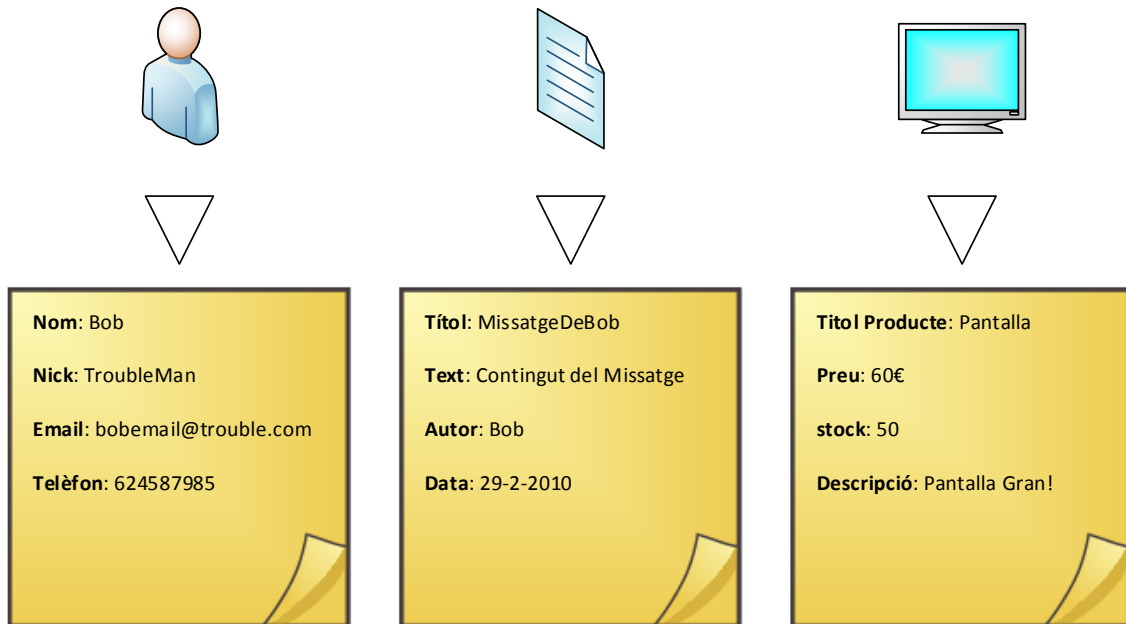 Nom: Bob
Nick: TroubleMan
Email: bobemail@trouble.com
Telèfon: 624587985
Títol: MissatgeDeBob
Text: Contingut del Missatge
Autor: Bob
Data: 29-2-2010
Titol Producte: Pantalla
Preu: 60€
stock: 50
Descripció: Pantalla Gran!